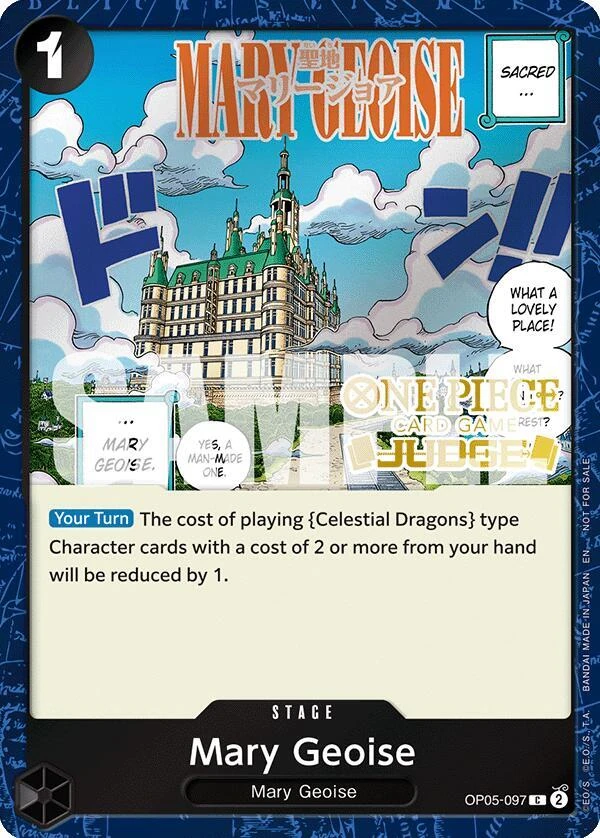 1
MARY GEOISE
聖地
マリージョア
SACRED
...
ドン!!
WHAT A
LOVELY
PLACE!
WHAT
REST?
...
MARY
GEOISE.
YES, A
MAN-MADE
ONE.
SAMPLE
ONE PIECE
CARD GAME
JUDGE
Your Turn The cost of playing {Celestial Dragons} type
Character cards with a cost of 2 or more from your hand
will be reduced by 1.
STAGE
Mary Geoise
Mary Geoise
OP05-097 C 2
©E.O/S., ©E.O./S.,T.A. BANDAI MADE IN JAPAN EN NOT FOR SALE